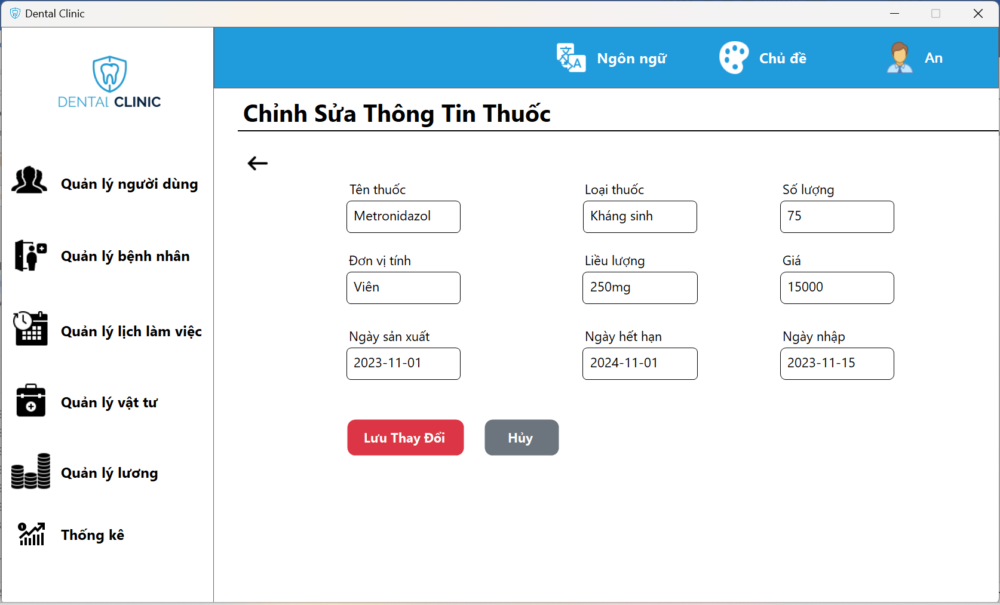 Dental Clinic
DENTAL CLINIC
Ngôn ngữ
Chủ đề
An
Chỉnh Sửa Thông Tin Thuốc
Quản lý người dùng
Quản lý bệnh nhân
Quản lý lịch làm việc
Quản lý vật tư
Quản lý lương
Thống kê
Tên thuốc
Loại thuốc
Số lượng
Metronidazol
Kháng sinh
75
Đơn vị tính
Liều lượng
Giá
Viên
250mg
15000
Ngày sản xuất
Ngày hết hạn
Ngày nhập
2023-11-01
2024-11-01
2023-11-15
Lưu Thay Đổi
Hủy